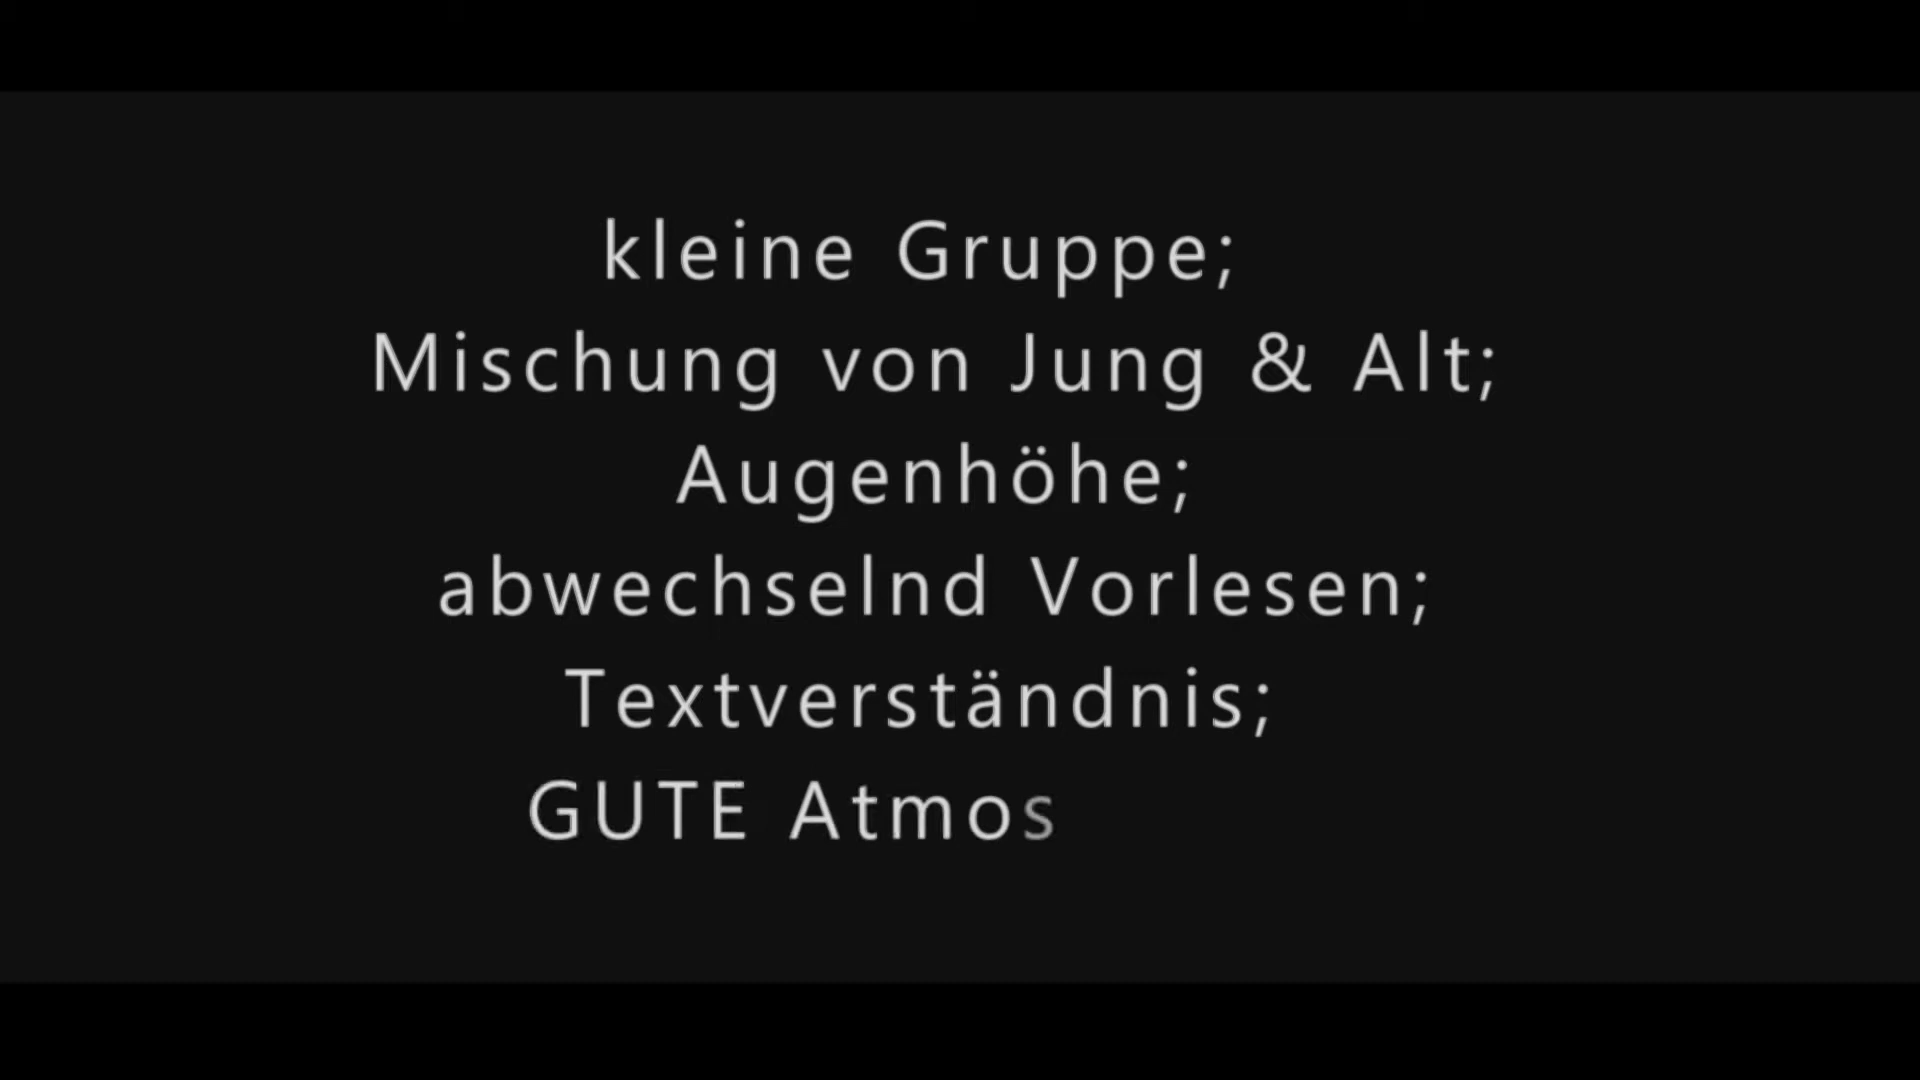 kleine Gruppe;
Mischung von Jung & Alt;
Augenhöhe;
abwechselnd Vorlesen;
Textverständnis;
GUTE Atmos